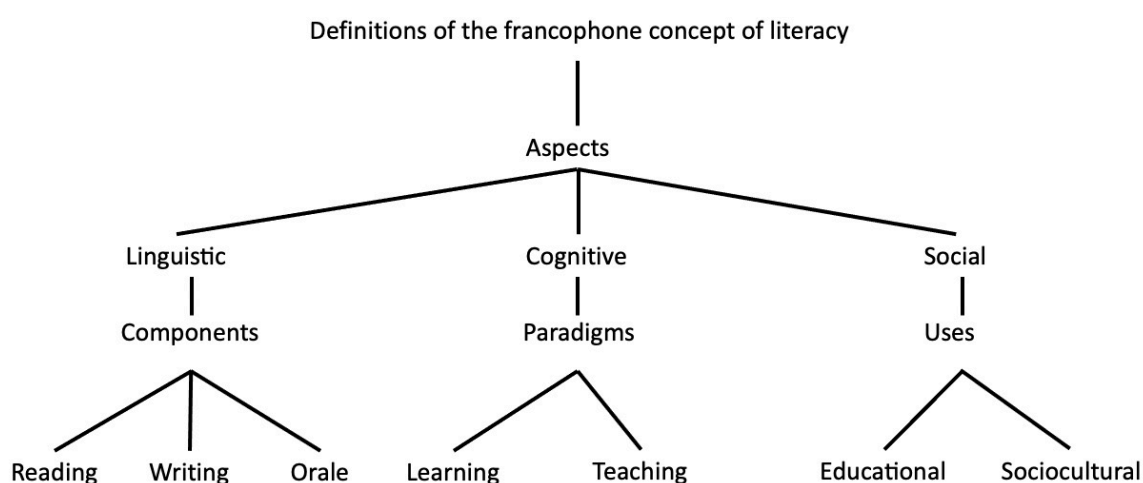 Definitions of the francophone concept of literacy
Aspects
Linguistic Cognitive Social
Components Paradigms Uses
Reading Writing Orale Learning Teaching Educational Sociocultural